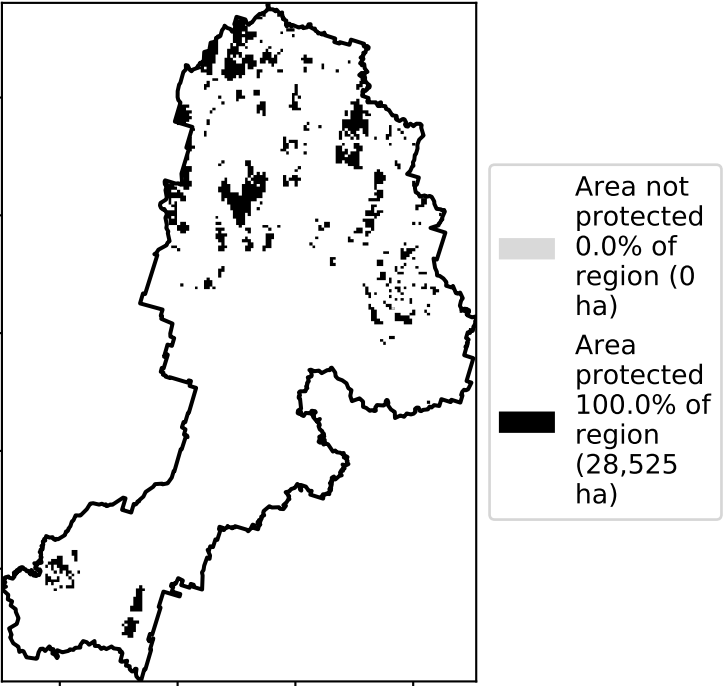 Area not
protected
0.0% of
region (0
ha)
Area
protected
100.0% of
region
(28,525
ha)